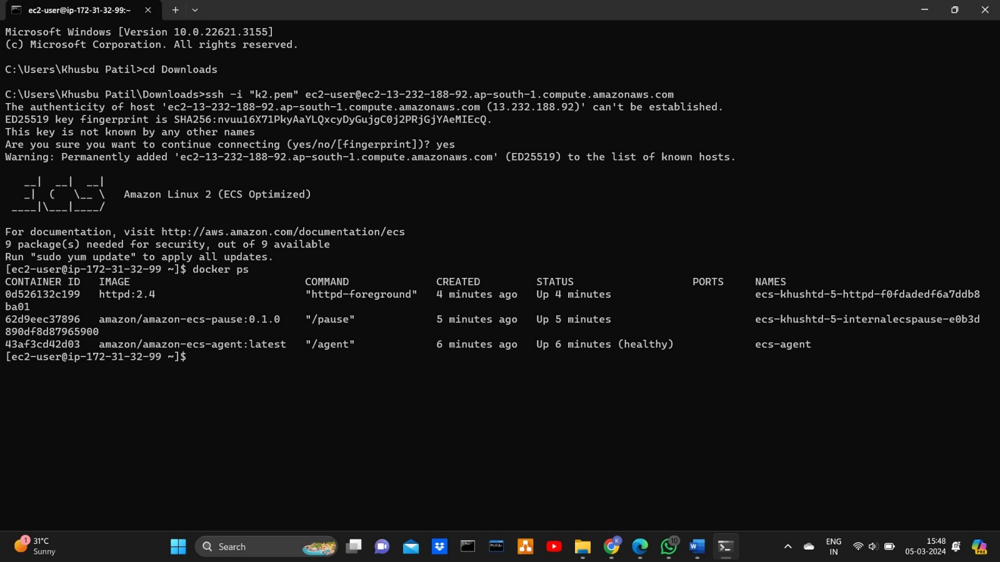 ec2-user@ip-172-31-32-99:~
Microsoft Windows [Version 10.0.22621.3155]
(c) Microsoft Corporation. All rights reserved.
C:\Users\Khusbu Patil>cd Downloads
C:\Users\Khusbu Patil\Downloads>ssh -i "k2.pem" ec2-user@ec2-13-232-188-92.ap-south-1.compute.amazonaws.com
The authenticity of host 'ec2-13-232-188-92.ap-south-1.compute.amazonaws.com (13.232.188.92)' can't be established.
ED25519 key fingerprint is SHA256:nvuu16X71PkyAaYLQxcyDyGujgC0j2PRjGjYAeMIEcQ.
This key is not known by any other names
Are you sure you want to continue connecting (yes/no/[fingerprint])? yes
Warning: Permanently added 'ec2-13-232-188-92.ap-south-1.compute.amazonaws.com' (ED25519) to the list of known hosts.
   __|  __|  __|
   _|  (   \__ \   Amazon Linux 2 (ECS Optimized)
 ____|\___|____/
For documentation, visit http://aws.amazon.com/documentation/ecs
9 package(s) needed for security, out of 9 available
Run "sudo yum update" to apply all updates.
[ec2-user@ip-172-31-32-99 ~]$ docker ps
CONTAINER ID   IMAGE                            COMMAND              CREATED         STATUS                   PORTS     NAMES
0d526132c199   httpd:2.4                        "httpd-foreground"   4 minutes ago   Up 4 minutes                       ecs-khushtd-5-httpd-f0fdadedf6a7ddb8
ba01
62d9eec37896   amazon/amazon-ecs-pause:0.1.0    "/pause"             5 minutes ago   Up 5 minutes                       ecs-khushtd-5-internalecspause-e0b3d
890df8d87965900
43af3cd42d03   amazon/amazon-ecs-agent:latest   "/agent"             6 minutes ago   Up 6 minutes (healthy)             ecs-agent
[ec2-user@ip-172-31-32-99 ~]$
1
31°C
Sunny
Search
MySQL
K
10
W
ENG
IN
15:48
05-03-2024
PRE